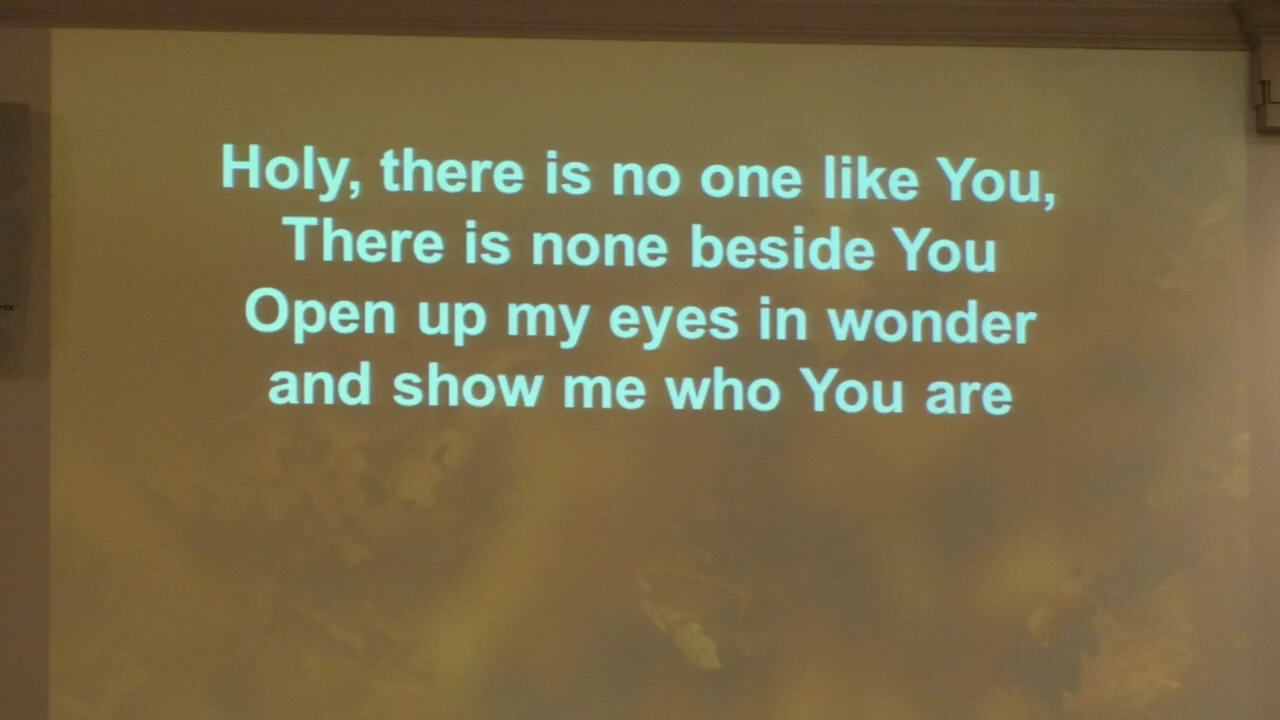 Holy, there is no one like You,
There is none beside You
Open up my eyes in wonder
and show me who You are